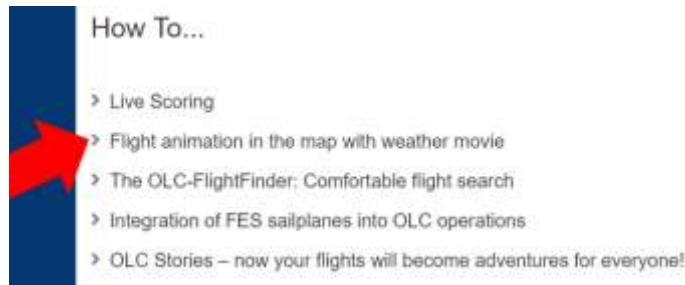 How To...
> Live Scoring
> Flight animation in the map with weather movie
> The OLC-FlightFinder: Comfortable flight search
> Integration of FES sailplanes into OLC operations
> OLC Stories – now your flights will become adventures for everyone!